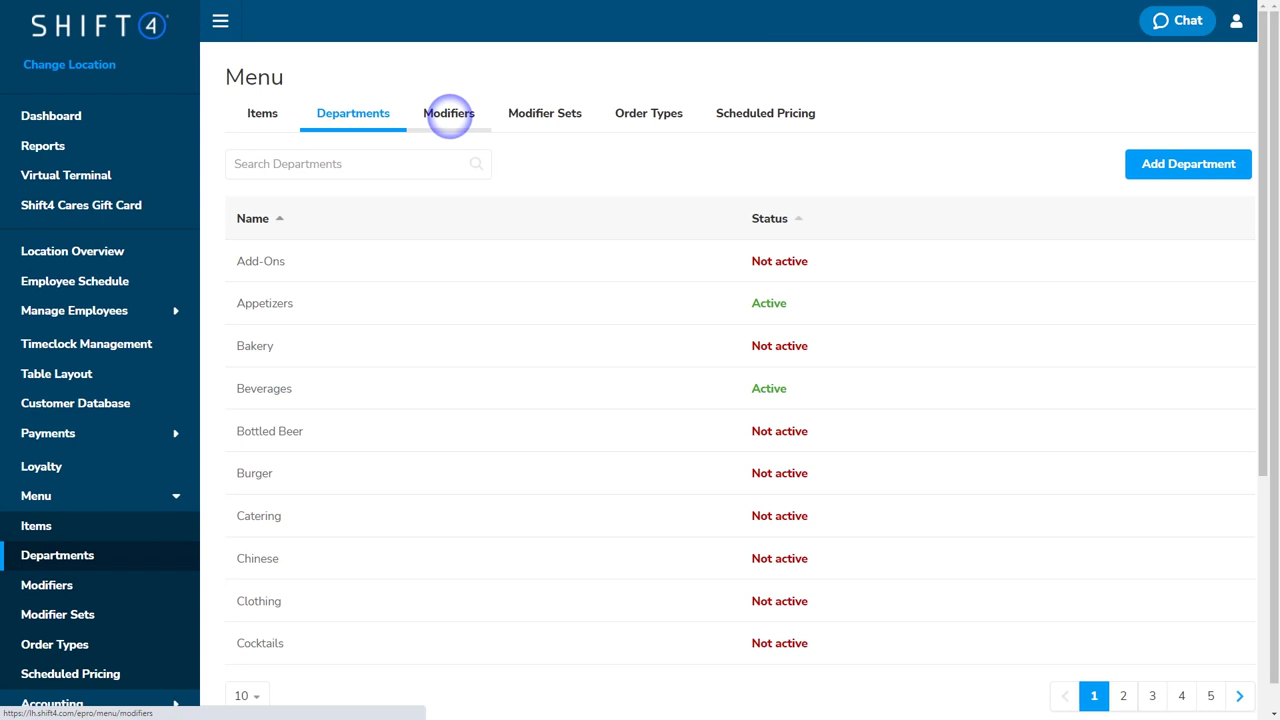 SHIFT 4
Change Location
Dashboard
Reports
Virtual Terminal
Shift4 Cares Gift Card
Location Overview
Employee Schedule
Manage Employees
Timeclock Management
Table Layout
Customer Database
Payments
Loyalty
Menu
Items
Departments
Modifiers
Modifier Sets
Order Types
Scheduled Pricing
Accounting
https://lh.shift4.com/epro/menu/modifiers
Chat
Menu
Items Departments Modifiers Modifier Sets Order Types Scheduled Pricing
Search Departments
Add Department
Name Status
Add-Ons Not active
Appetizers Active
Bakery Not active
Beverages Active
Bottled Beer Not active
Burger Not active
Catering Not active
Chinese Not active
Clothing Not active
Cocktails Not active
10
1 2 3 4 5